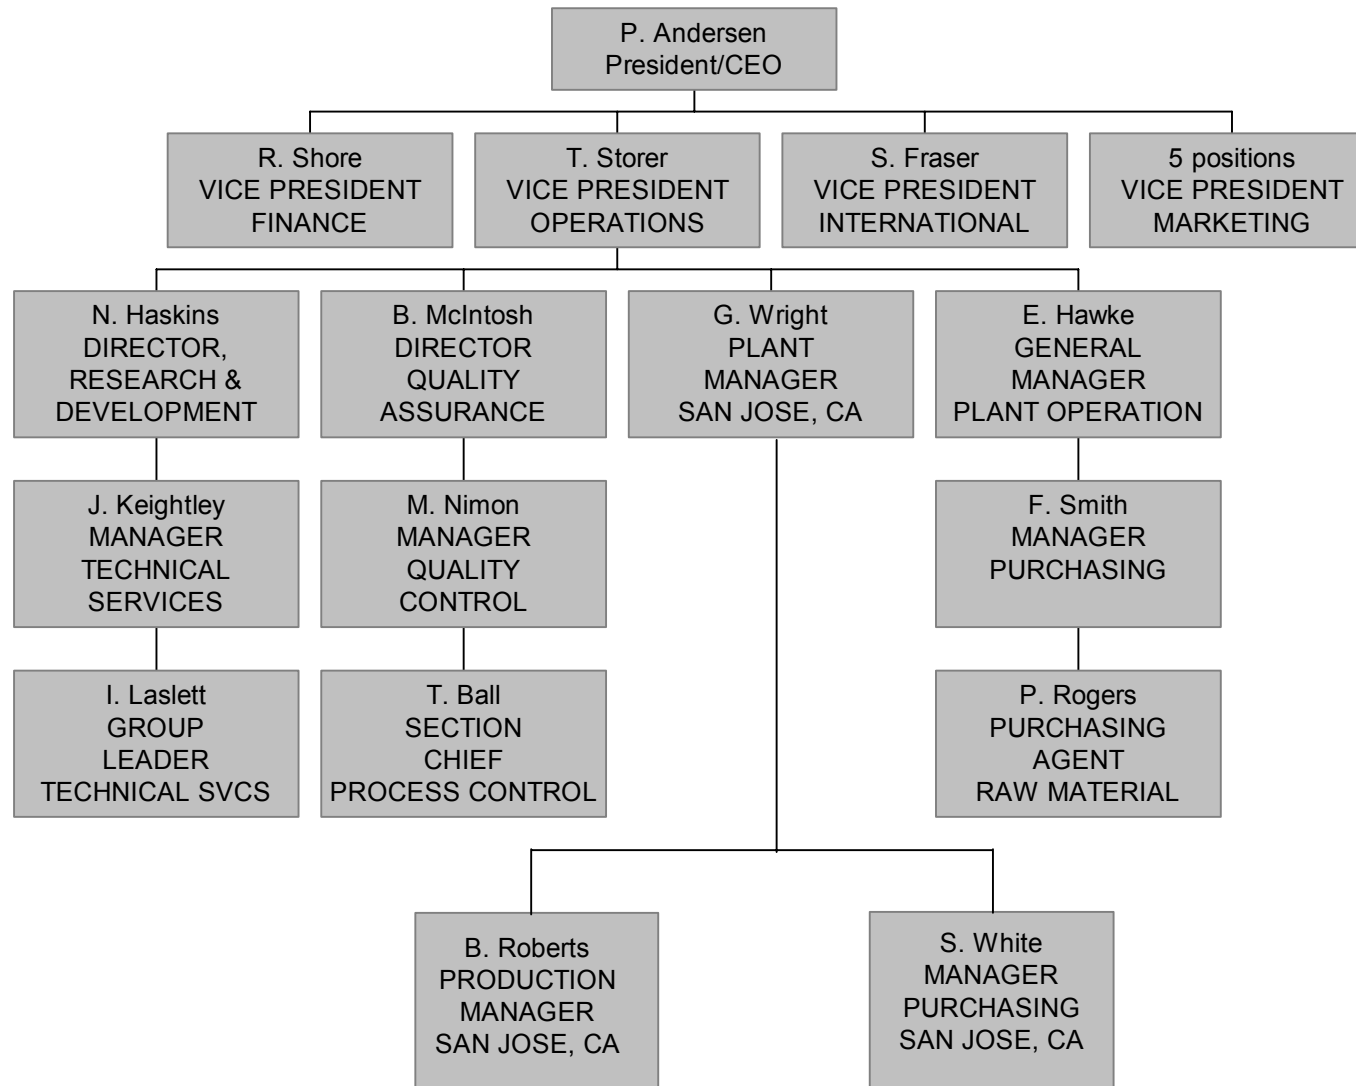 P. Andersen
President/CEO
R. Shore
VICE PRESIDENT
FINANCE
T. Storer
VICE PRESIDENT
OPERATIONS
S. Fraser
VICE PRESIDENT
INTERNATIONAL
5 positions
VICE PRESIDENT
MARKETING
N. Haskins
DIRECTOR,
RESEARCH &
DEVELOPMENT
B. McIntosh
DIRECTOR
QUALITY
ASSURANCE
G. Wright
PLANT
MANAGER
SAN JOSE, CA
E. Hawke
GENERAL
MANAGER
PLANT OPERATION
J. Keightley
MANAGER
TECHNICAL
SERVICES
M. Nimon
MANAGER
QUALITY
CONTROL
F. Smith
MANAGER
PURCHASING
I. Laslett
GROUP
LEADER
TECHNICAL SVCS
T. Ball
SECTION
CHIEF
PROCESS CONTROL
P. Rogers
PURCHASING
AGENT
RAW MATERIAL
B. Roberts
PRODUCTION
MANAGER
SAN JOSE, CA
S. White
MANAGER
PURCHASING
SAN JOSE, CA